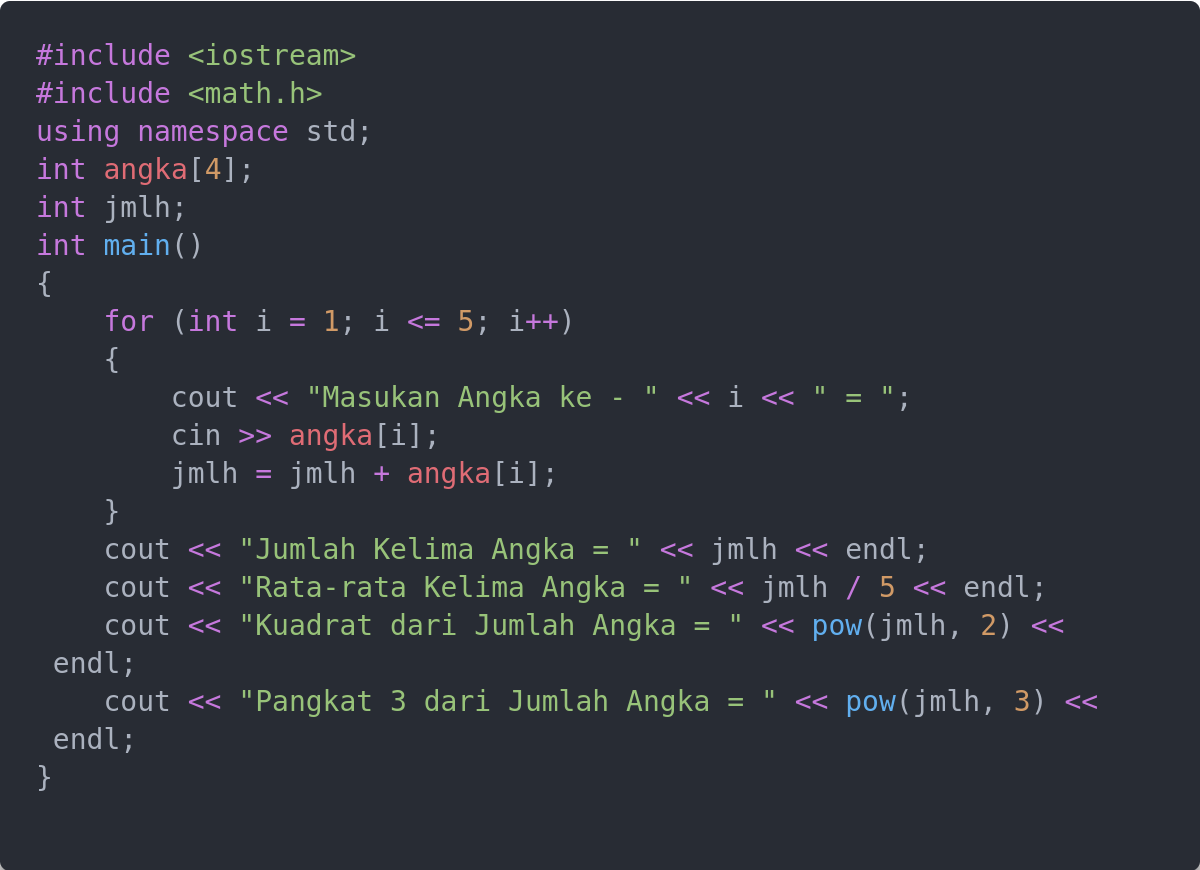 #include <iostream>
#include <math.h>
using namespace std;
int angka[4];
int jmlh;
int main()
{
    for (int i = 1; i <= 5; i++)
    {
        cout << "Masukan Angka ke - " << i << " = ";
        cin >> angka[i];
        jmlh = jmlh + angka[i];
    }
    cout << "Jumlah Kelima Angka = " << jmlh << endl;
    cout << "Rata-rata Kelima Angka = " << jmlh / 5 << endl;
    cout << "Kuadrat dari Jumlah Angka = " << pow(jmlh, 2) <<
 endl;
    cout << "Pangkat 3 dari Jumlah Angka = " << pow(jmlh, 3) <<
 endl;
}